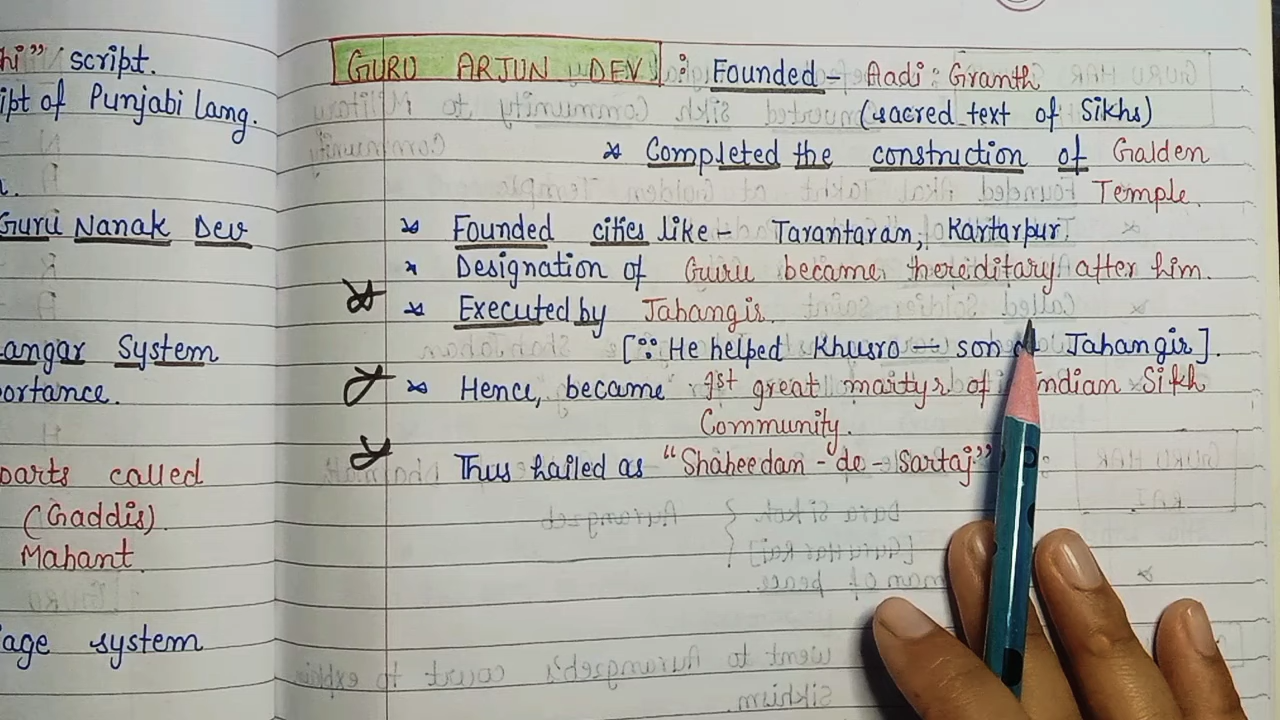 hi" script.
ipt of Punjabi Lang.
Guru Nanak Dev
angar System
portance.
parts called
(Gaddis)
Mahant
age system
GURU ARJUN DEV : Founded - Aadi : Granth
(sacred text of Sikhs)
* Completed the construction of Galden
Temple.
* Founded cities like - Tarantaran, Kartarpur
* Designation of Guru became hereditary after him.
* Executed by Jahangir
[∵ He helped Khusro - son of Jahangir].
* Hence, became 1st great martyr of Indian Sikh
Community.
* Thus hailed as "Shaheedan - de - Sartaj"